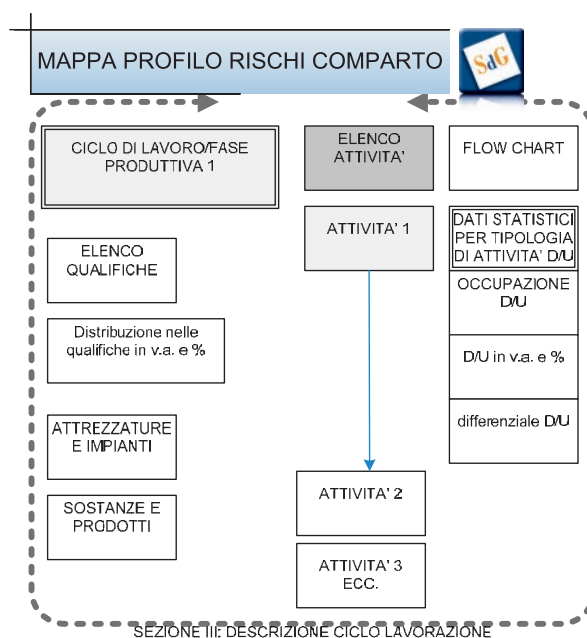 MAPPA PROFILO RISCHI COMPARTO
SdG
CICLO DI LAVORO/FASE
PRODUTTIVA 1
ELENCO
QUALIFICHE
Distribuzione nelle
qualifiche in v.a. e %
ATTREZZATURE
E IMPIANTI
SOSTANZE E
PRODOTTI
ELENCO
ATTIVITA'
ATTIVITA' 1
ATTIVITA' 2
ATTIVITA' 3
ECC.
FLOW CHART
DATI STATISTICI
PER TIPOLOGIA
DI ATTIVITA' D/U
OCCUPAZIONE
D/U
D/U in v.a. e %
differenziale D/U
SEZIONE III: DESCRIZIONE CICLO LAVORAZIONE